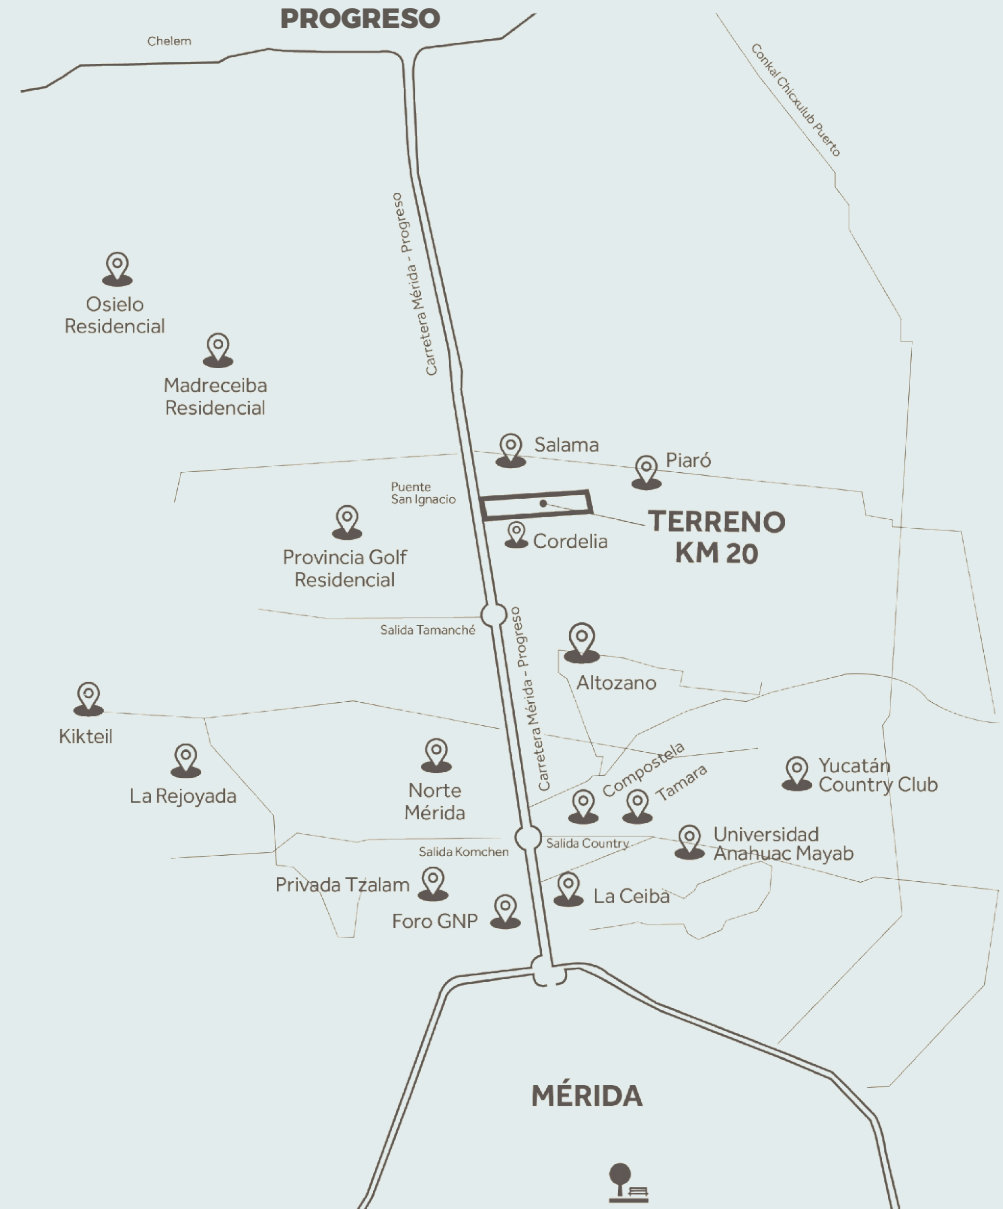 PROGRESO
Chelem
Conkal Chicxulub Puerto
Carretera Mérida - Progreso
Osielo
Residencial
Madreceiba
Residencial
Salama
Piaró
Puente
San Ignacio
TERRENO
KM 20
Cordelia
Provincia Golf
Residencial
Salida Tamanché
Carretera Mérida - Progreso
Altozano
Kikteil
La Rejoyada
Norte
Mérida
Compostela
Tamara
Yucatán
Country Club
Salida Komchen
Salida Country
Universidad
Anahuac Mayab
Privada Tzalam
La Ceiba
Foro GNP
MÉRIDA